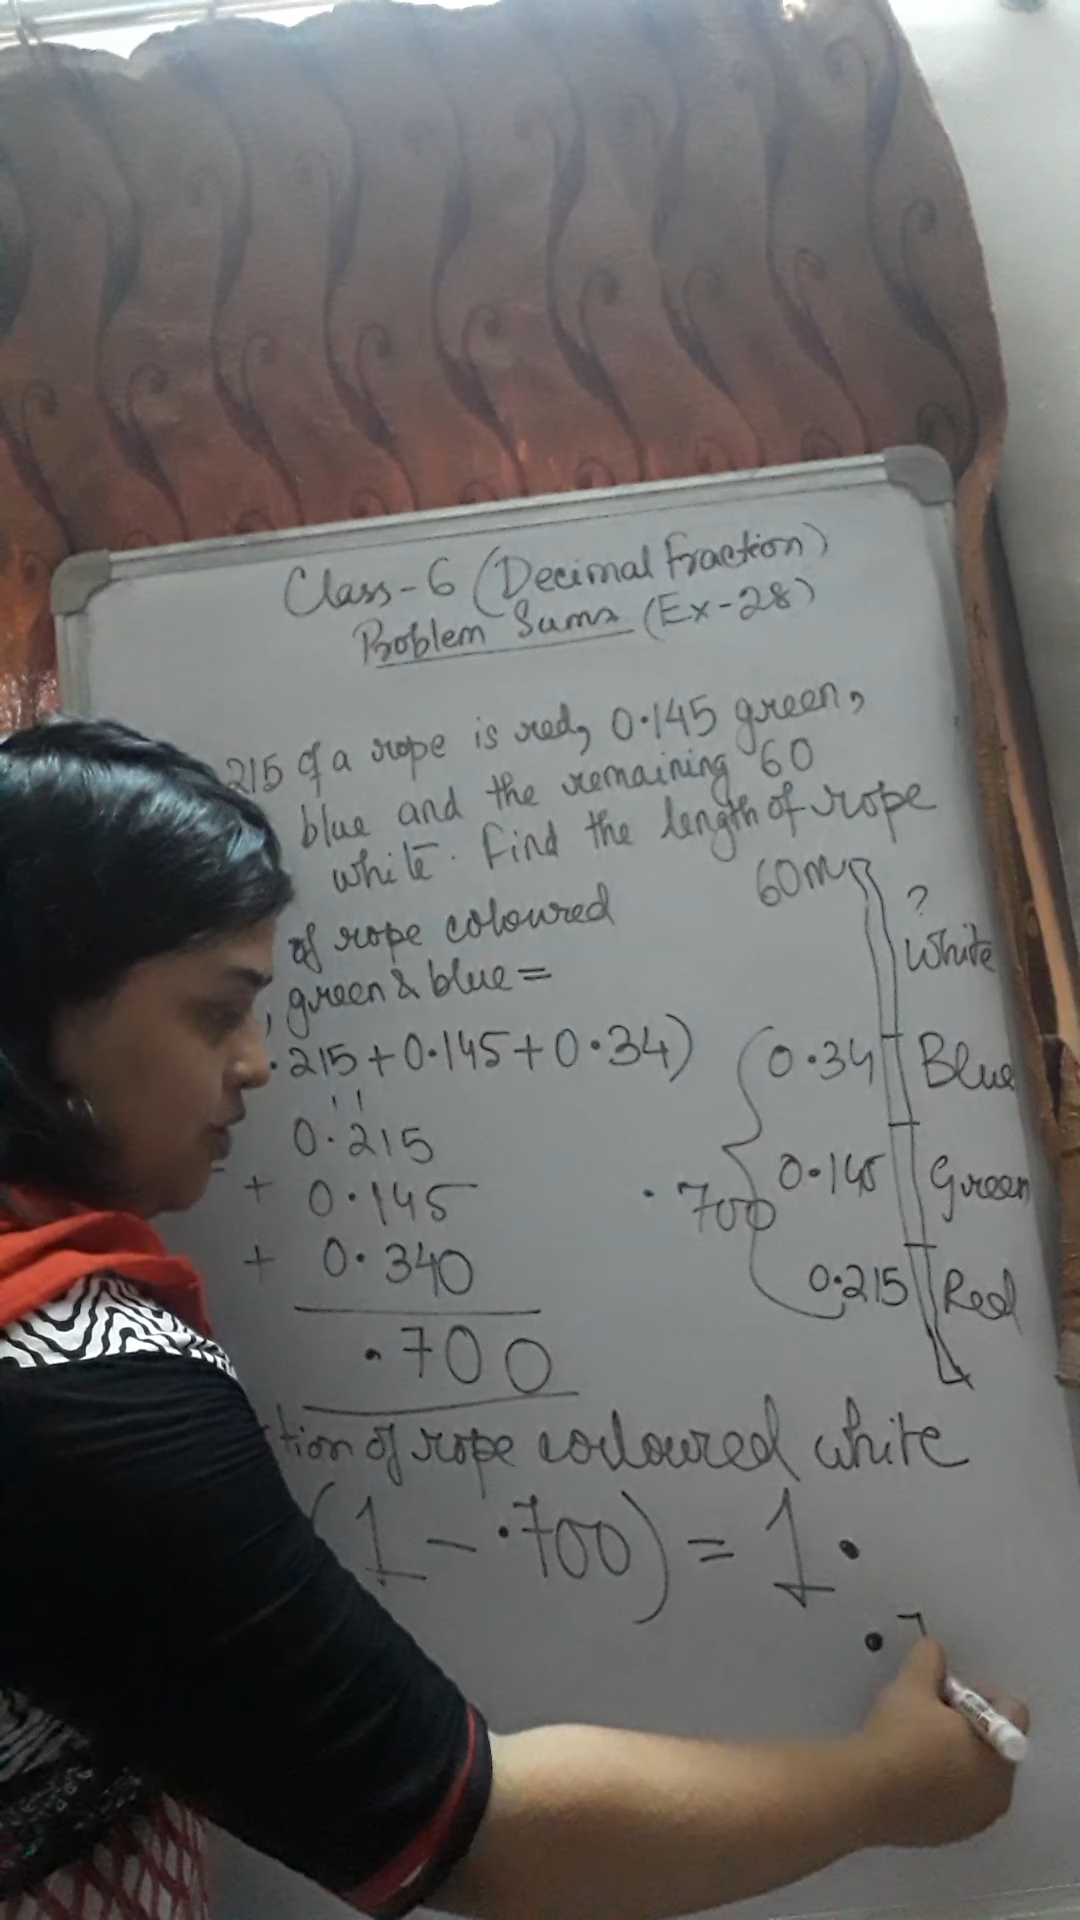 Class-6 (Decimal Fraction)
Problem Sums (Ex-28)
215 of a rope is red, 0.145 green,
blue and the remaining 60
white. Find the length of rope
of rope coloured
, green & blue =
.215+0.145+0.34)
0.215
+ 0.145
+ 0.340
.700
tion of rope coloured white
(1 - .700) = 1.
. 7
60m
?
White
0.34 Blue
.700
0.145 Green
0.215 Red